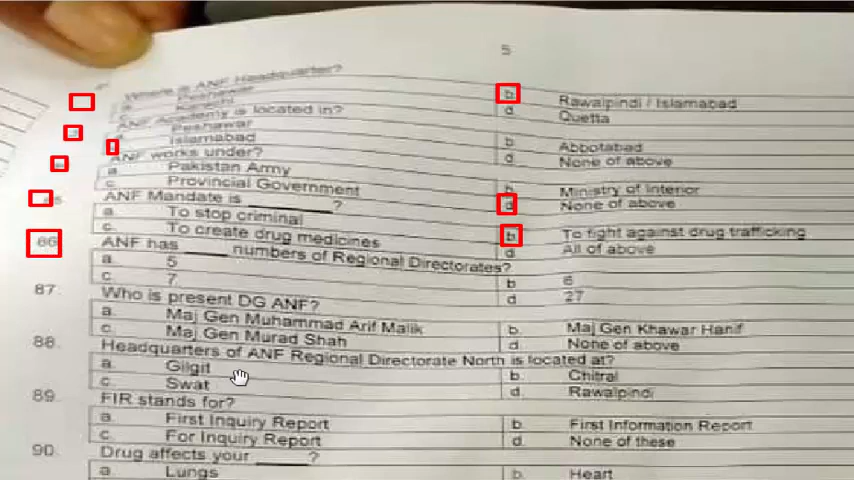 5
Where is ANF Headquarter?
Peshawar b Rawalpindi / Islamabad
Karachi d Quetta
ANF Academy is located in?
Peshawar b Abbotabad
Islamabad d. None of above
ANF works under?
a Pakistan Army b. Ministry of Interior
c. Provincial Government d None of above
ANF Mandate is ________?
a. To stop criminal b. To fight against drug trafficking
c. To create drug medicines d All of above
86 ANF has _____ numbers of Regional Directorates?
a. 5 b 6
c. 7 d 27
87. Who is present DG ANF?
a. Maj Gen Muhammad Arif Malik b. Maj Gen Khawar Hanif
c. Maj Gen Murad Shah d. None of above
88. Headquarters of ANF Regional Directorate North is located at?
a. Gilgit b. Chitral
c. Swat d. Rawalpindi
89. FIR stands for?
a. First Inquiry Report b. First Information Report
c. For Inquiry Report d. None of these
90. Drug affects your _____?
a. Lungs b. Heart